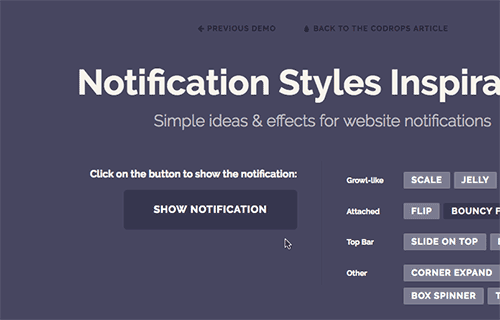 PREVIOUS DEMO BACK TO THE CODROPS ARTICLE
Notification Styles Inspira
Simple ideas & effects for website notifications
Click on the button to show the notification:
SHOW NOTIFICATION
Growl-like SCALE JELLY
Attached FLIP BOUNCY F
Top Bar SLIDE ON TOP
Other CORNER EXPAND
BOX SPINNER